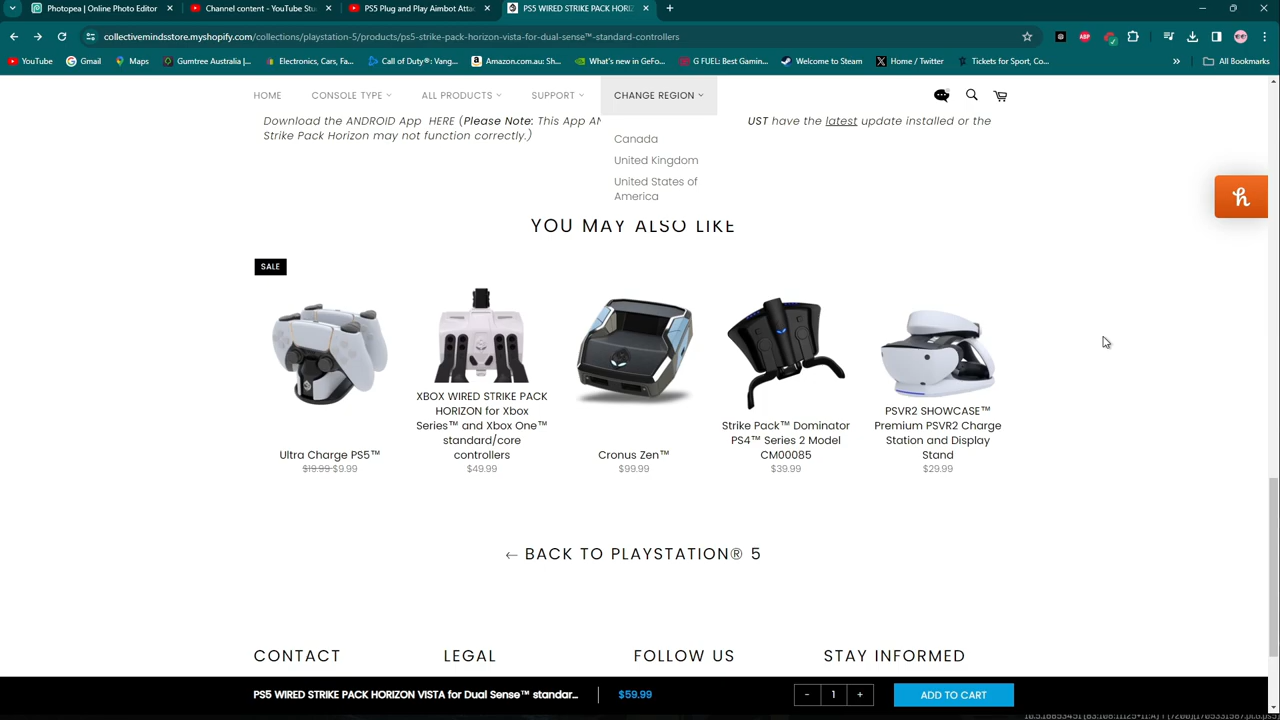 Photopea | Online Photo Editor
Channel content - YouTube Stu
PS5 Plug and Play Aimbot Attac
PS5 WIRED STRIKE PACK HORIZ
collectivemindsstore.myshopify.com/collections/playstation-5/products/ps5-strike-pack-horizon-vista-for-dual-sense™-standard-controllers
YouTube
Gmail
Maps
Gumtree Australia |...
Electronics, Cars, Fa...
Call of Duty®: Vang...
Amazon.com.au: Sh...
What's new in GeFo...
G FUEL: Best Gamin...
Welcome to Steam
Home / Twitter
Tickets for Sport, Co...
All Bookmarks
HOME
CONSOLE TYPE
ALL PRODUCTS
SUPPORT
CHANGE REGION
Download the ANDROID App HERE (Please Note: This App AN
UST have the latest update installed or the
Strike Pack Horizon may not function correctly.)
Canada
United Kingdom
United States of
America
YOU MAY ALSO LIKE
SALE
Ultra Charge PS5™
$19.99 $9.99
XBOX WIRED STRIKE PACK
HORIZON for Xbox
Series™ and Xbox One™
standard/core
controllers
$49.99
Cronus Zen™
$99.99
Strike Pack™ Dominator
PS4™ Series 2 Model
CM00085
$39.99
PSVR2 SHOWCASE™
Premium PSVR2 Charge
Station and Display
Stand
$29.99
← BACK TO PLAYSTATION® 5
CONTACT
LEGAL
FOLLOW US
STAY INFORMED
PS5 WIRED STRIKE PACK HORIZON VISTA for Dual Sense™ standar...
$59.99
- 1 +
ADD TO CART